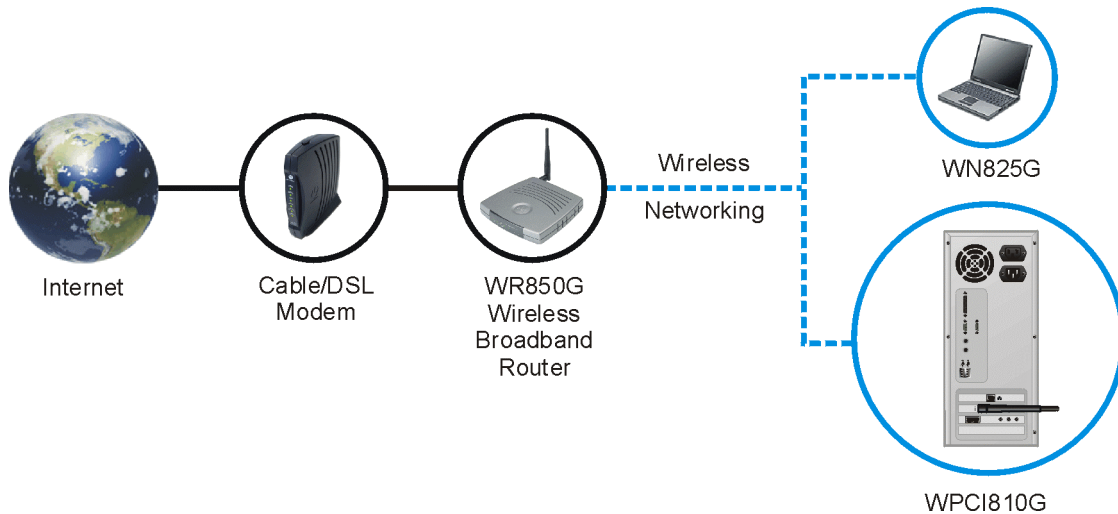 Internet
Cable/DSL
Modem
WR850G
Wireless
Broadband
Router
Wireless
Networking
WN825G
WPCI810G